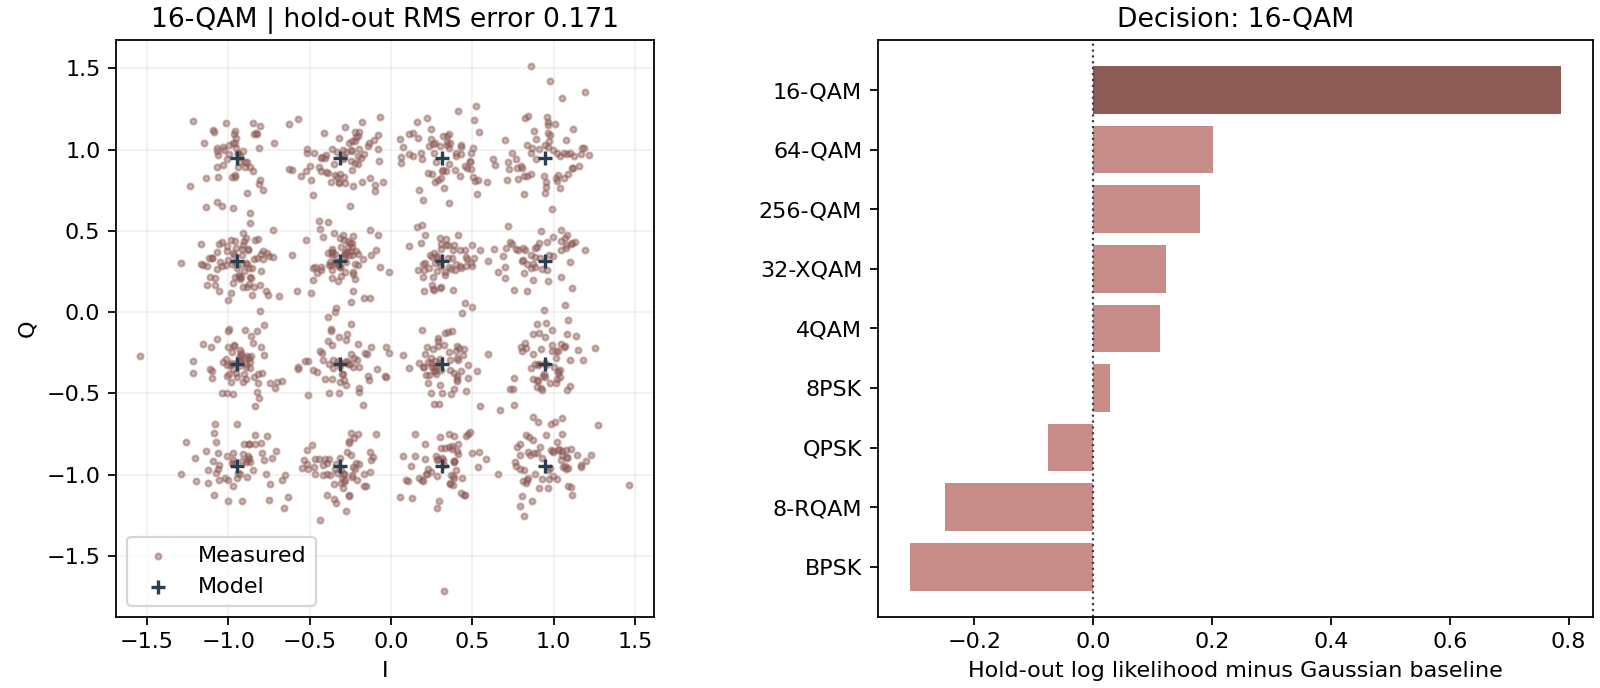 16-QAM | hold-out RMS error 0.171
Q
1.5
1.0
0.5
0.0
−0.5
−1.0
−1.5
Measured
Model
−1.5
−1.0
−0.5
0.0
0.5
1.0
1.5
I
Decision: 16-QAM
16-QAM
64-QAM
256-QAM
32-XQAM
4QAM
8PSK
QPSK
8-RQAM
BPSK
−0.2
0.0
0.2
0.4
0.6
0.8
Hold-out log likelihood minus Gaussian baseline